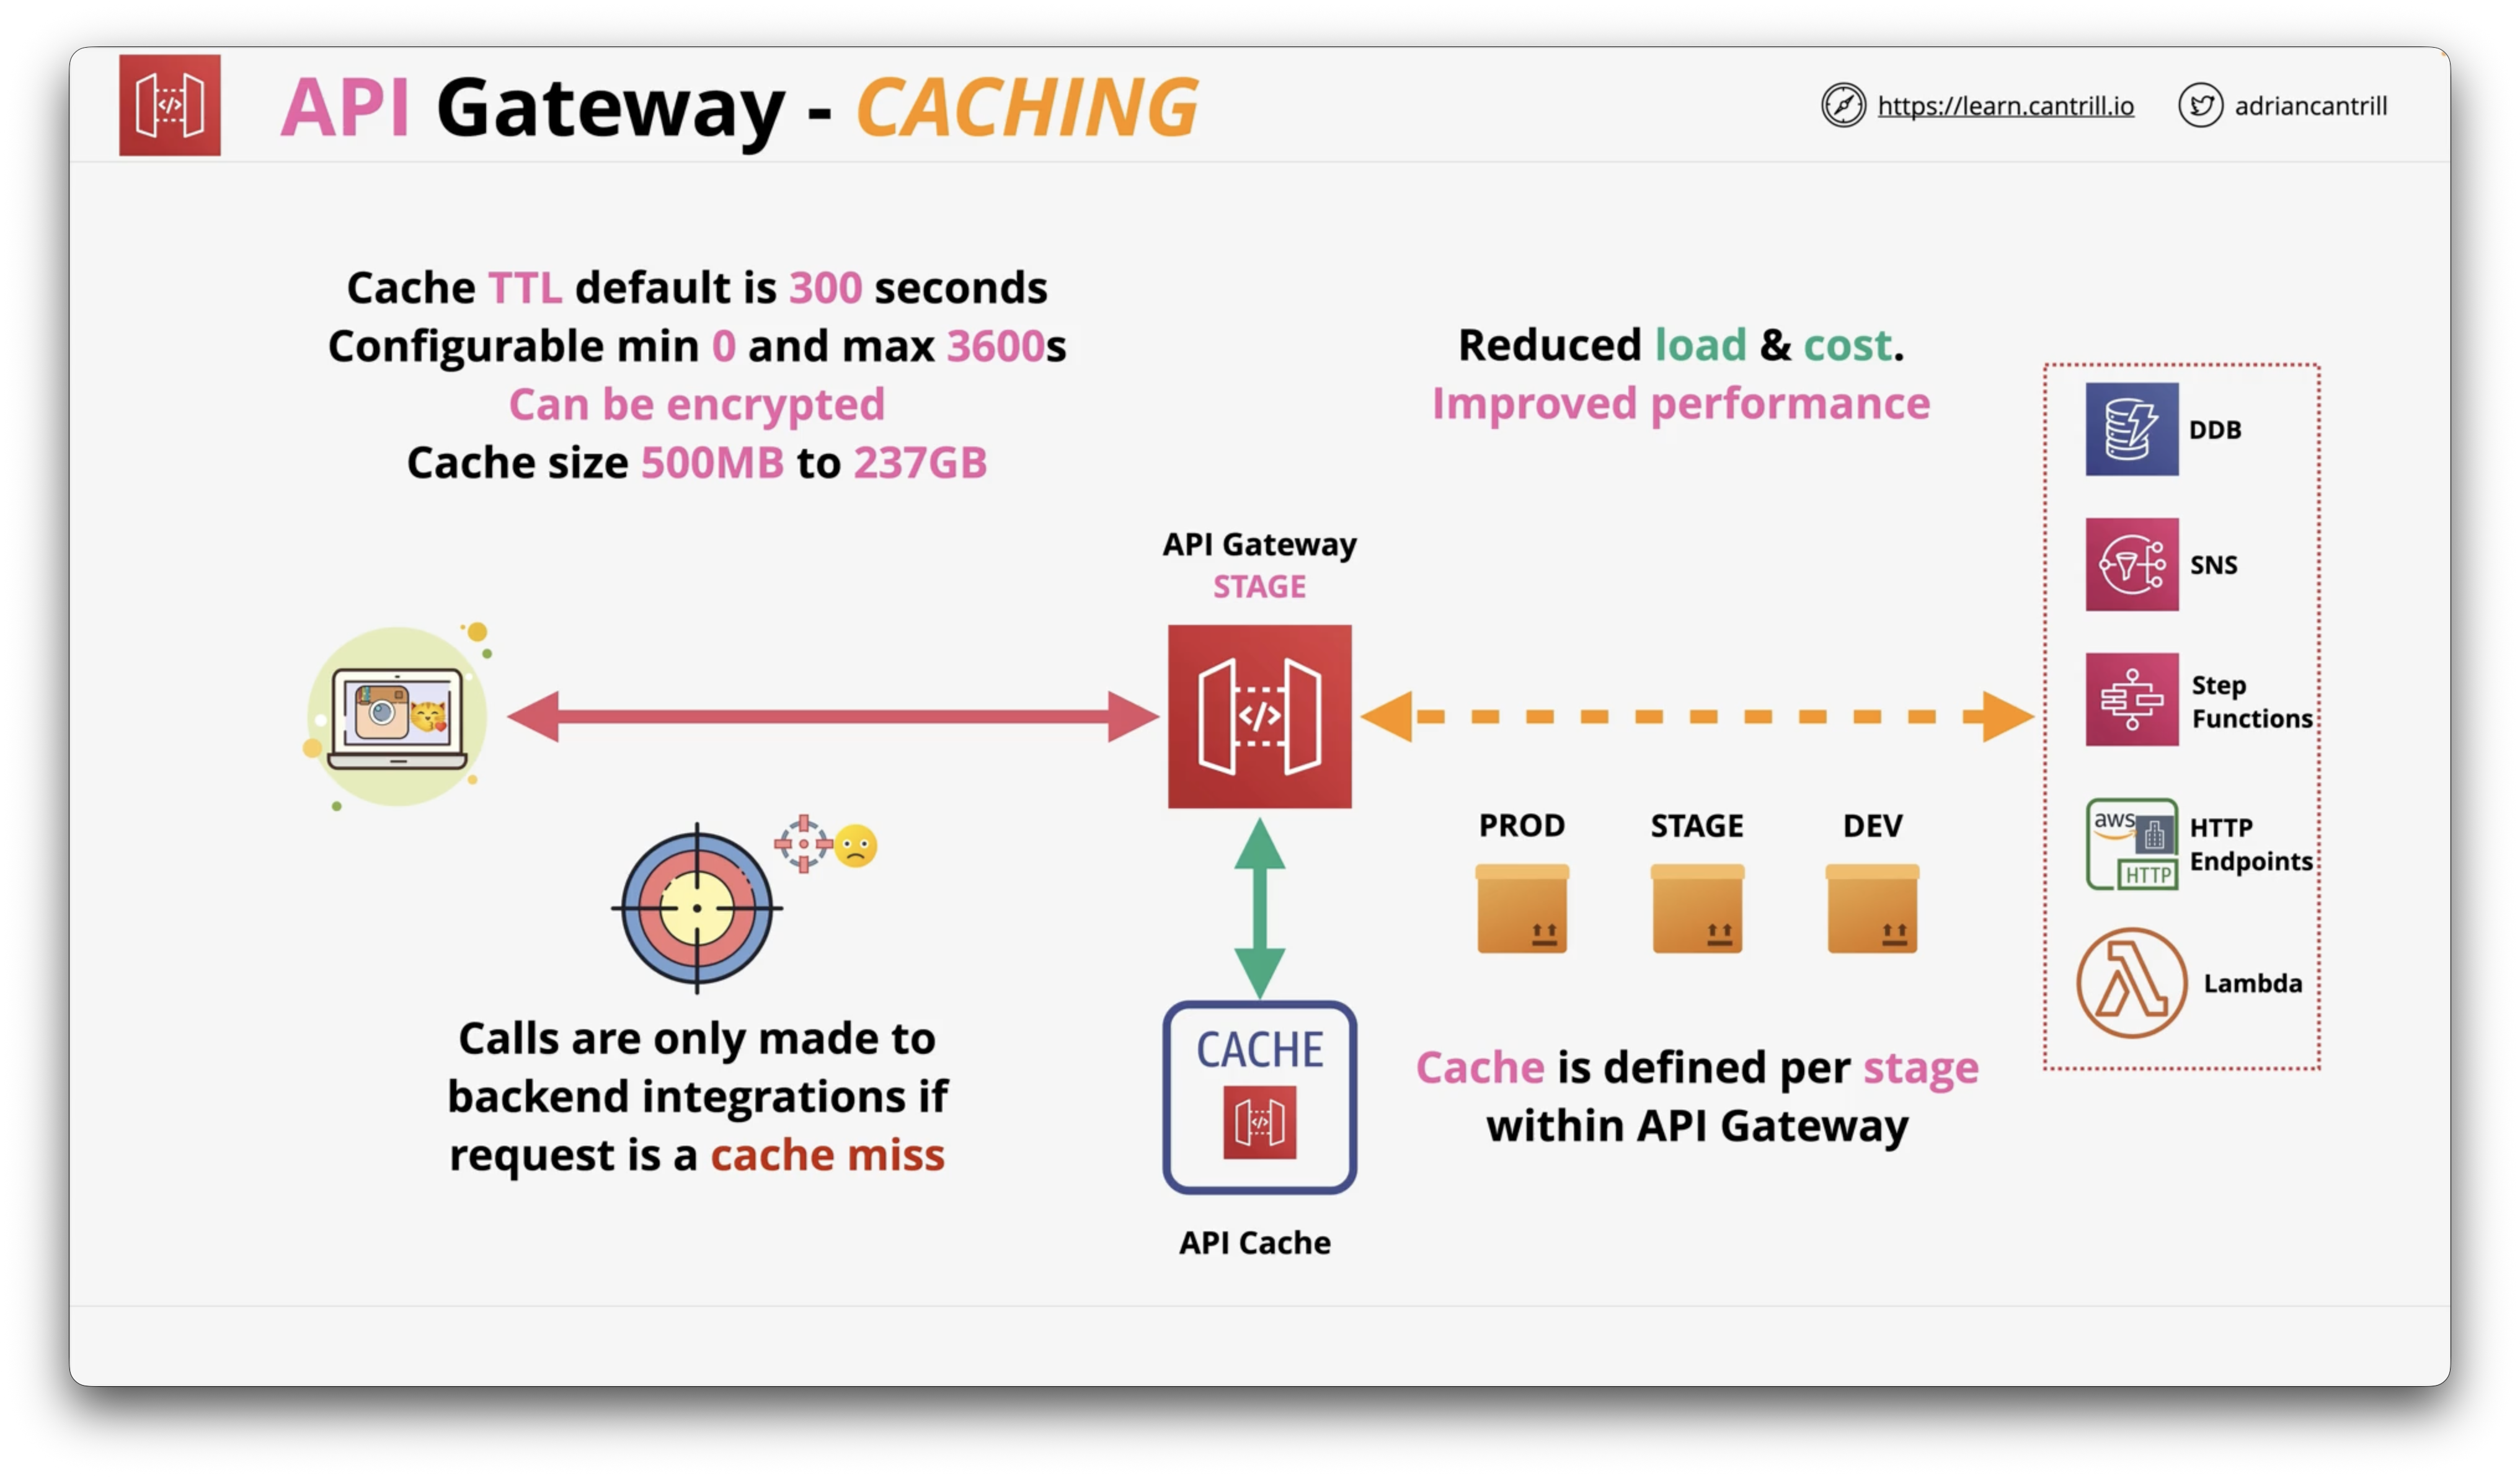 API Gateway - CACHING
https://learn.cantrill.io
adriancantrill
Cache TTL default is 300 seconds
Configurable min 0 and max 3600s
Can be encrypted
Cache size 500MB to 237GB
Reduced load & cost.
Improved performance
API Gateway
STAGE
DDB
SNS
Step
Functions
aws
HTTP
HTTP
Endpoints
Lambda
PROD
STAGE
DEV
Calls are only made to
backend integrations if
request is a cache miss
CACHE
</>
API Cache
Cache is defined per stage
within API Gateway